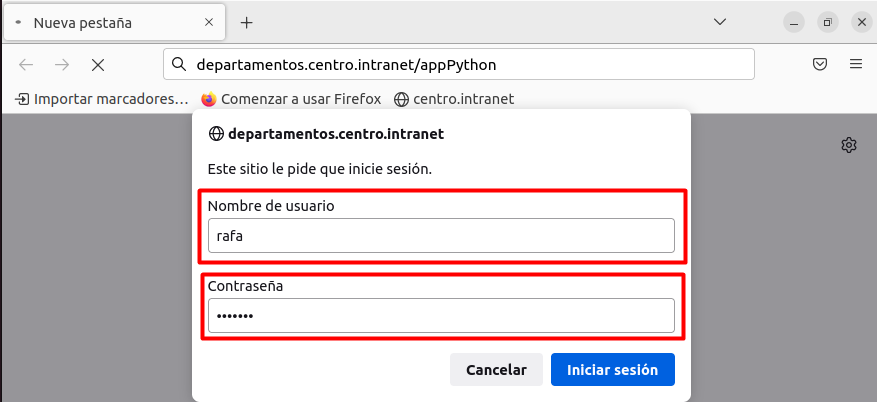 Nueva pestaña
departamentos.centro.intranet/appPython
Importar marcadores… Comenzar a usar Firefox centro.intranet
departamentos.centro.intranet
Este sitio le pide que inicie sesión.
Nombre de usuario
rafa
Contraseña
•••••••
Cancelar Iniciar sesión